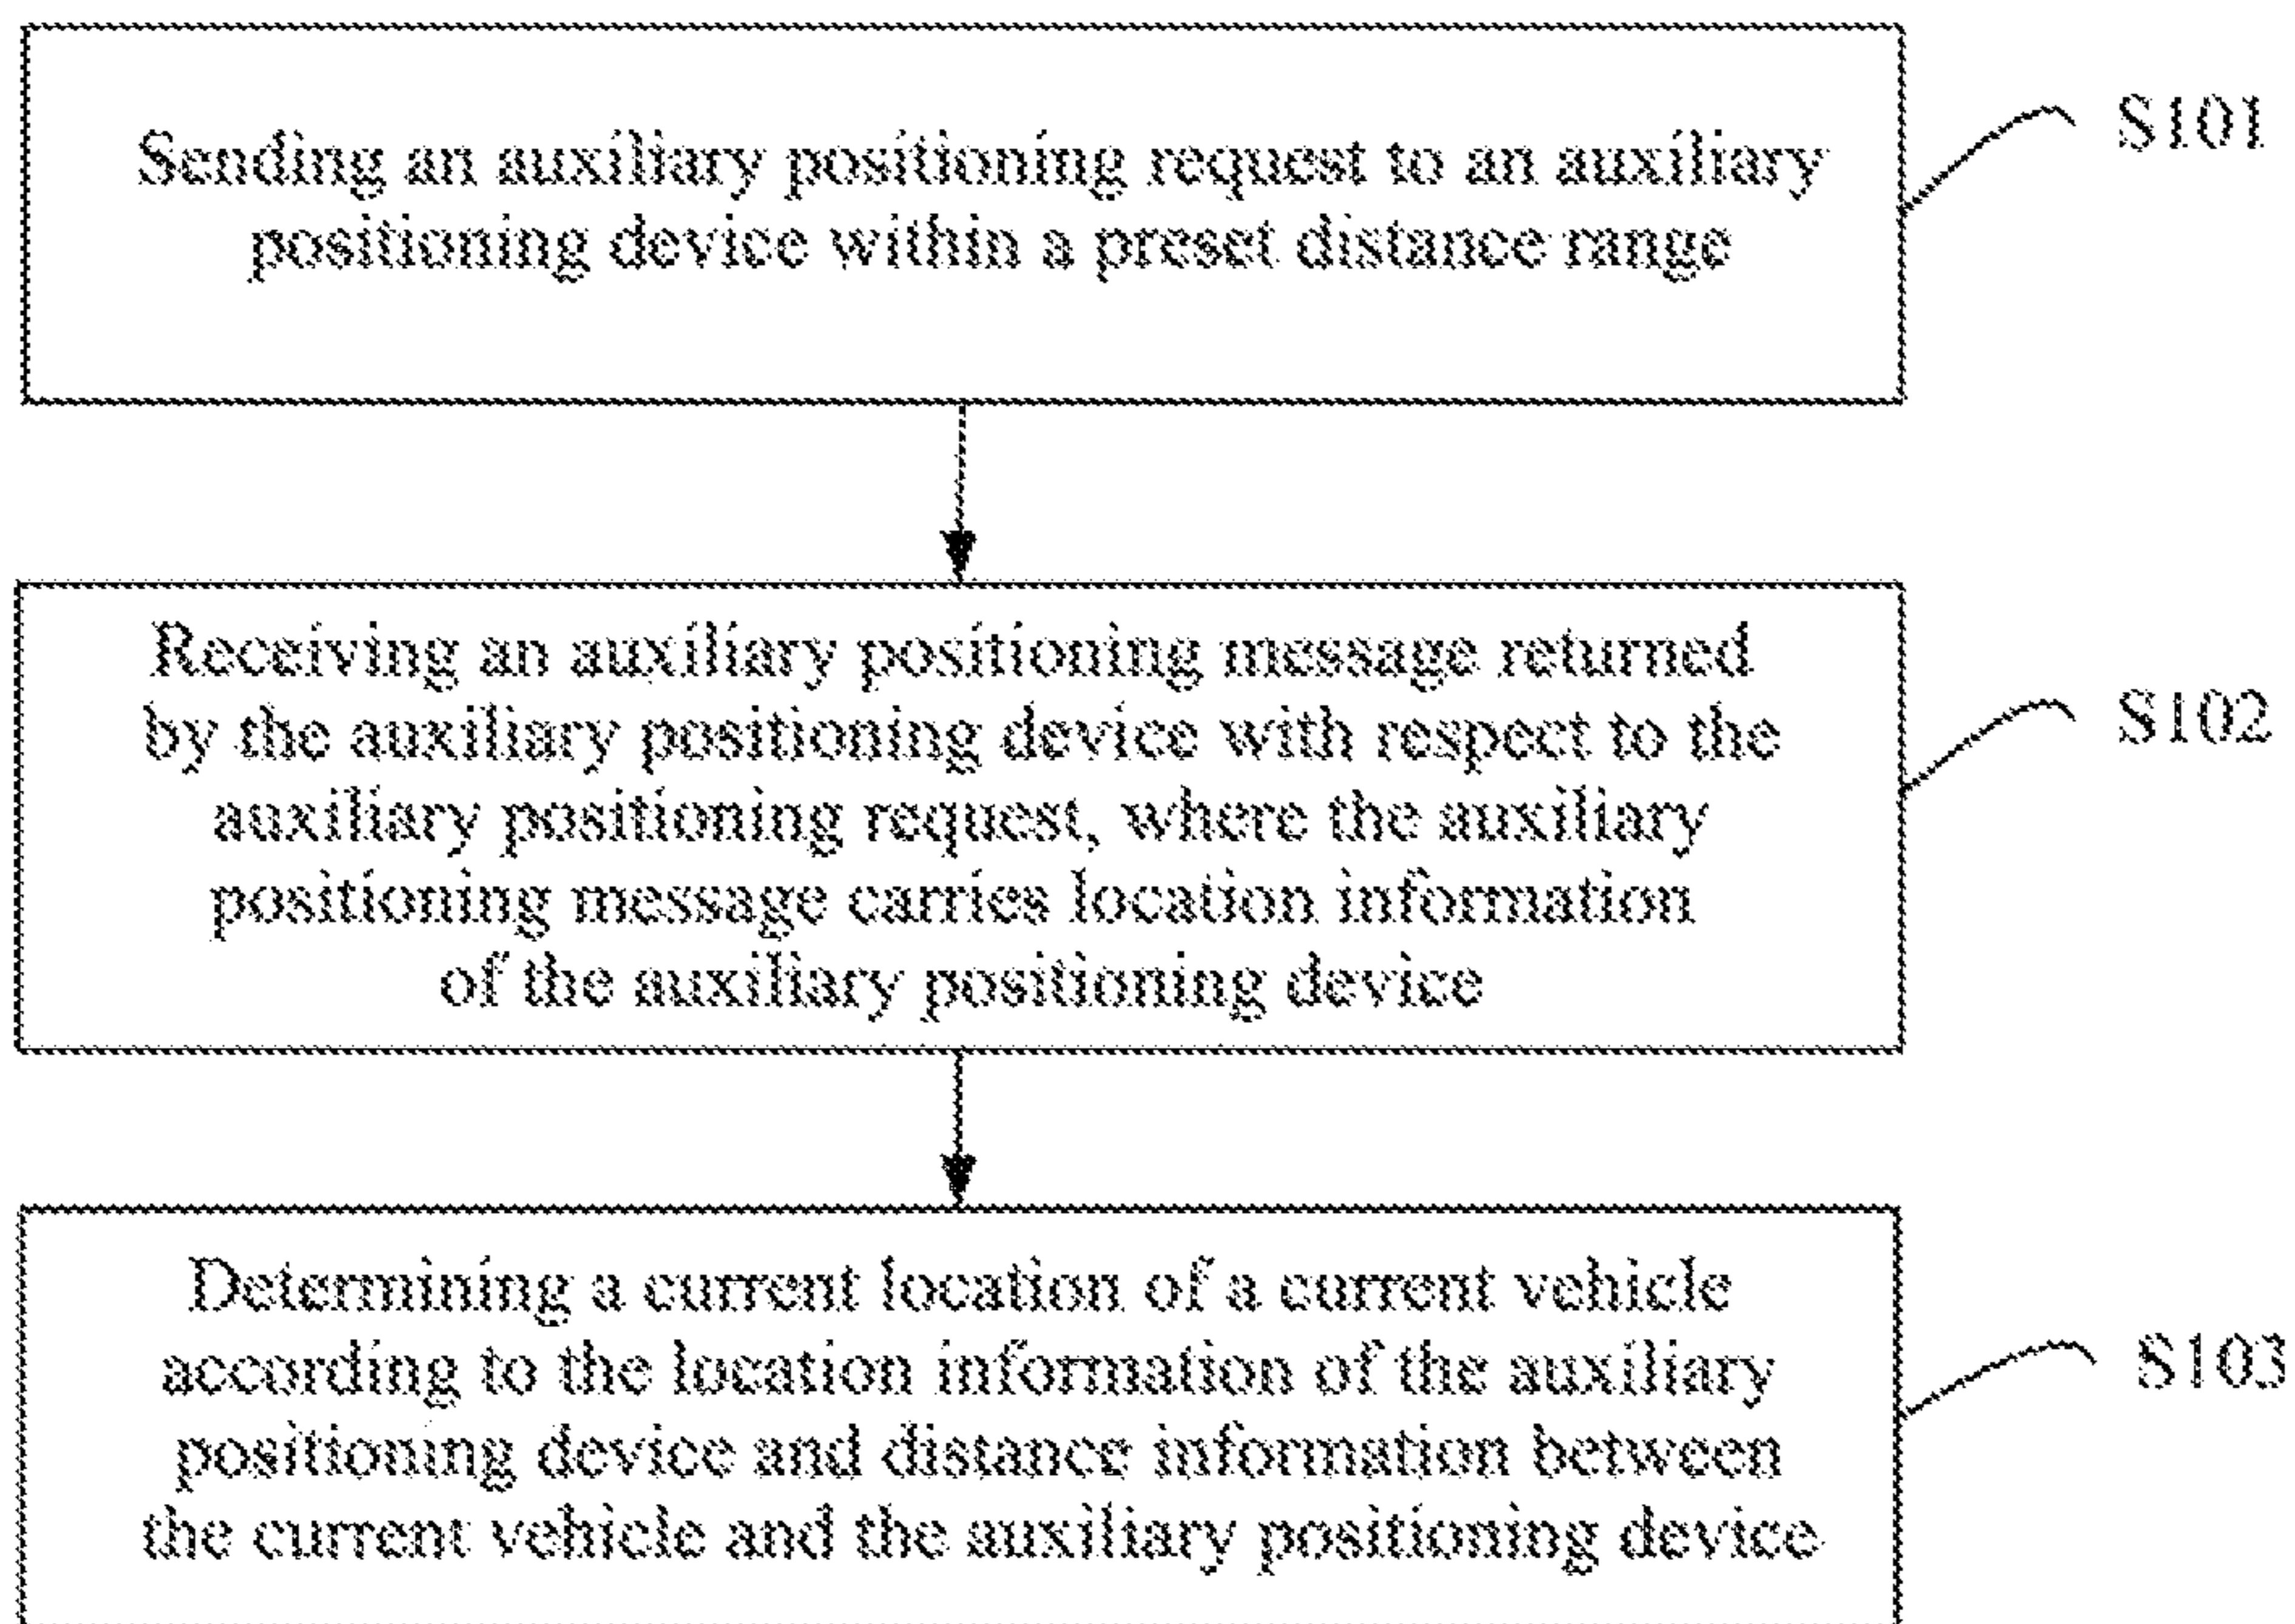 Sending an auxiliary positioning request to an auxiliary
positioning device within a preset distance range
S101
Receiving an auxiliary positioning message returned
by the auxiliary positioning device with respect to the
auxiliary positioning request, where the auxiliary
positioning message carries location information
of the auxiliary positioning device
S102
Determining a current location of a current vehicle
according to the location information of the auxiliary
positioning device and distance information between
the current vehicle and the auxiliary positioning device
S103